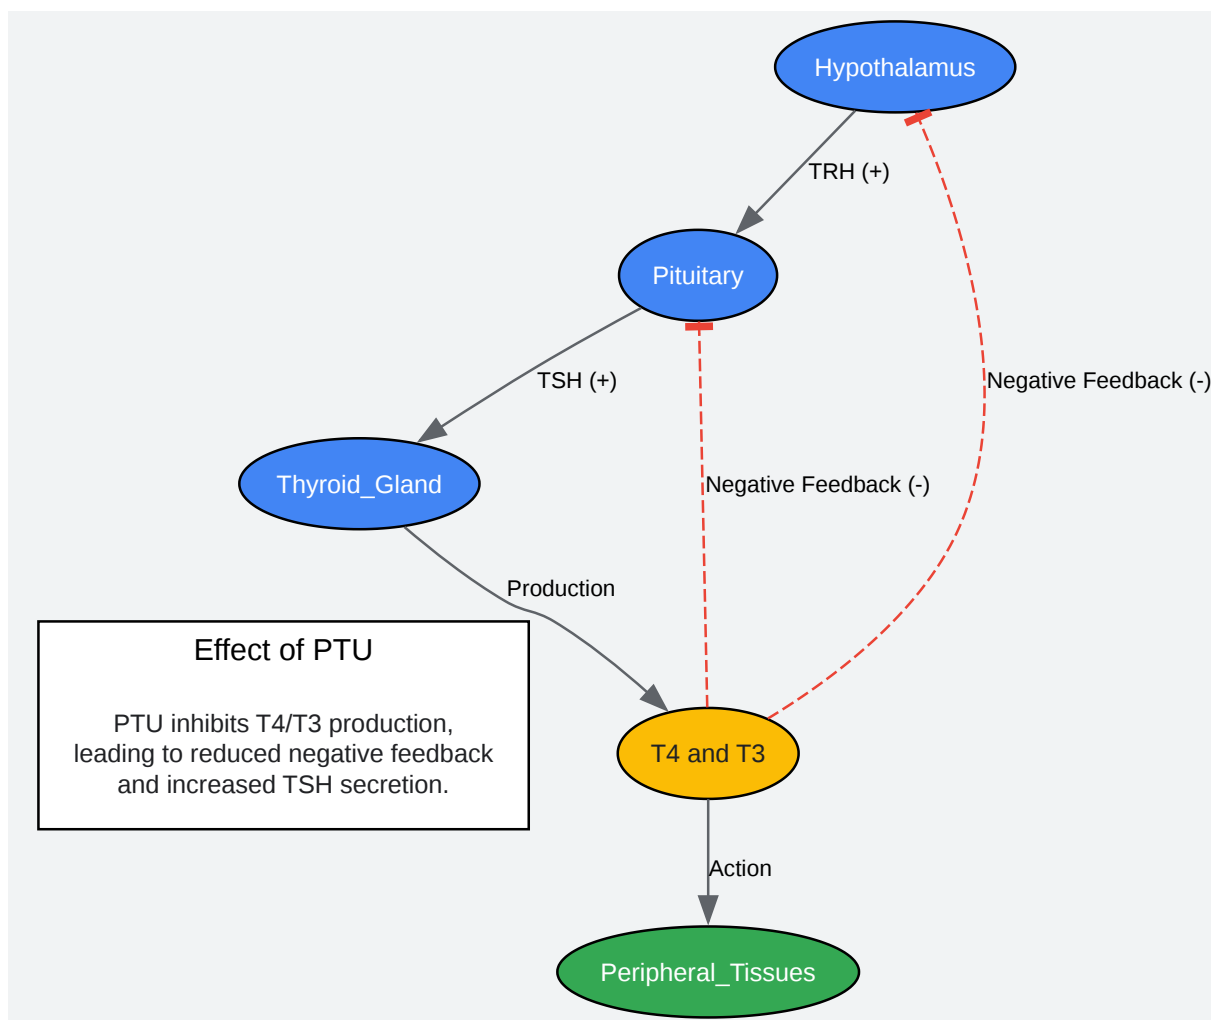 Hypothalamus
TRH (+)
Pituitary
TSH (+)
Negative Feedback (-)
Thyroid_Gland
Negative Feedback (-)
Production
Effect of PTU
PTU inhibits T4/T3 production,
leading to reduced negative feedback
and increased TSH secretion.
T4 and T3
Action
Peripheral_Tissues